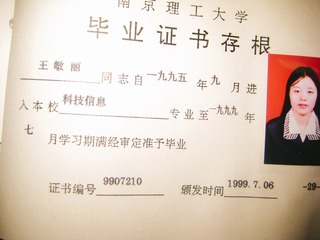 南京理工大学
毕业证书存根
王敏丽 同志自一九九五年九月进
入本校 科技信息 专业至一九九九年
七月学习期满经审定准予毕业
证书编号 9907210 颁发时间 1999.7.06 -29-